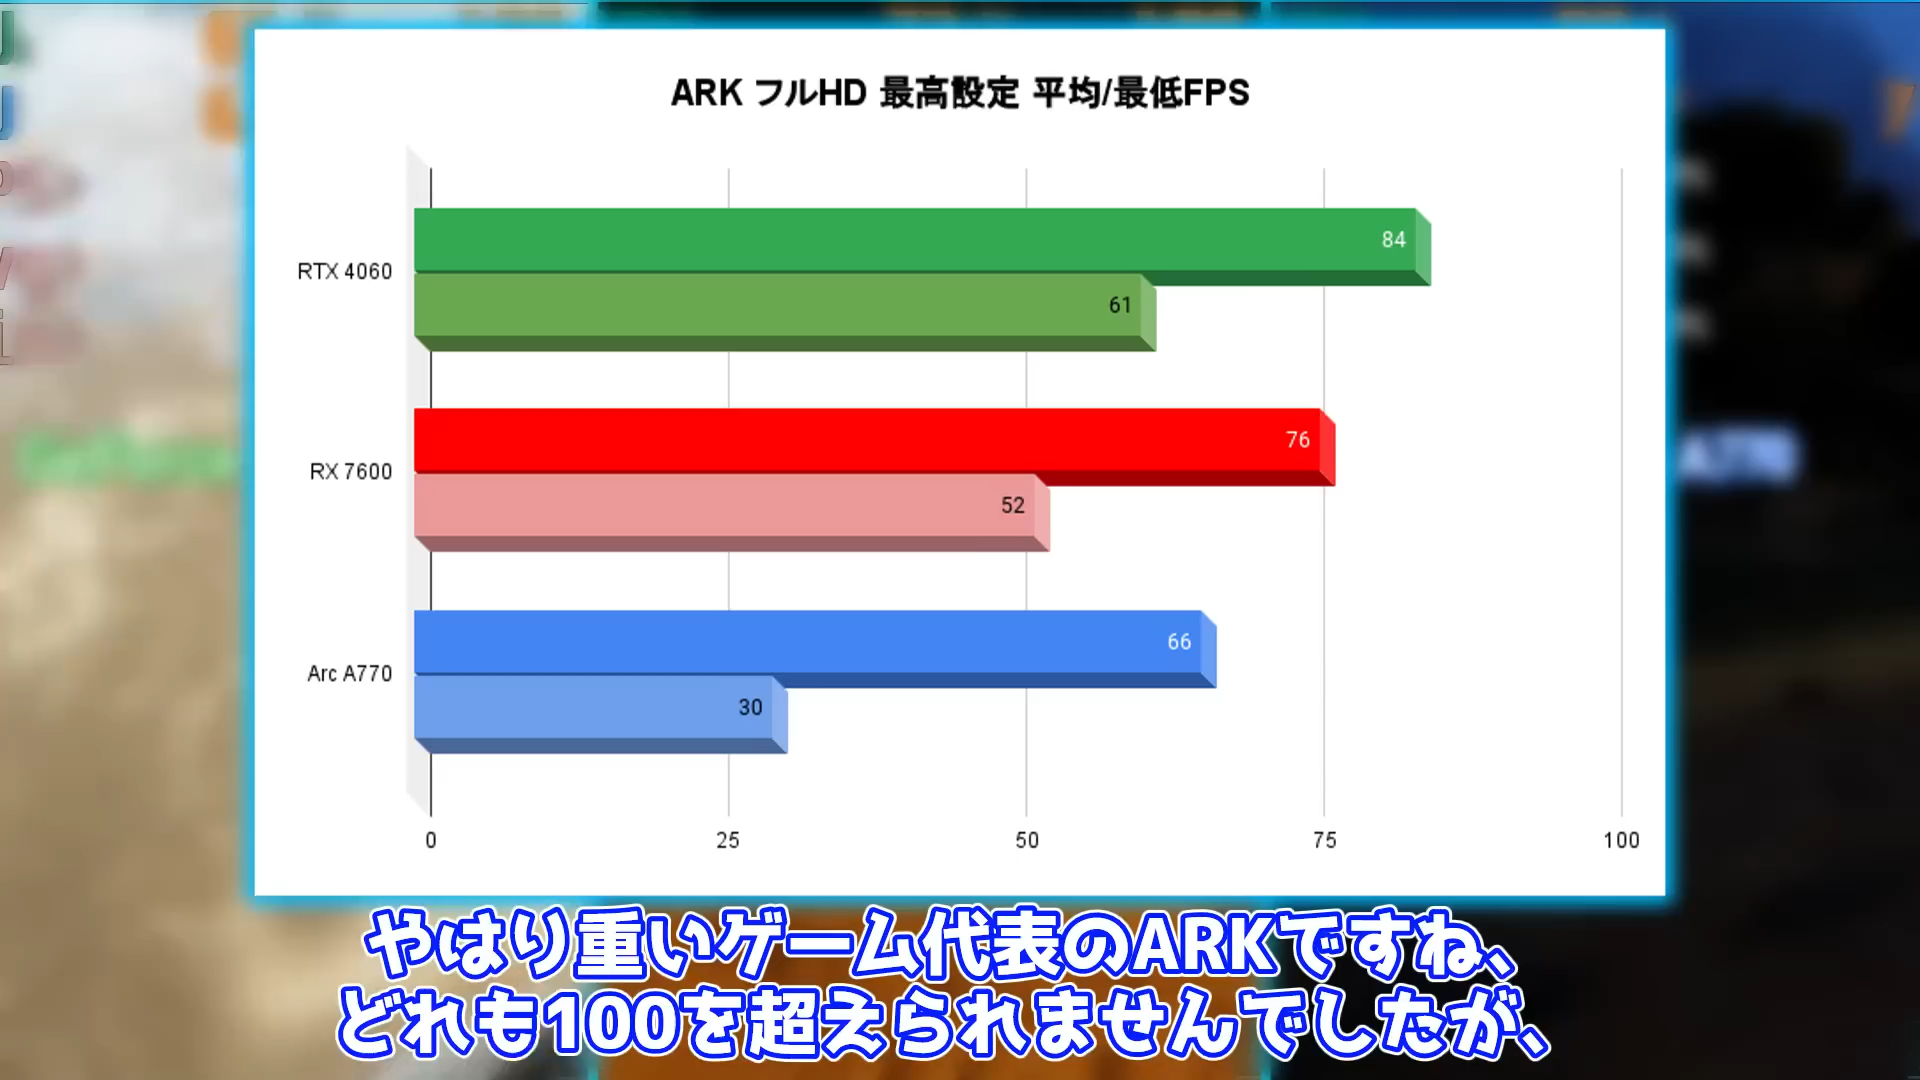 ARK フルHD 最高設定 平均/最低FPS
RTX 4060
84
61
RX 7600
76
52
Arc A770
66
30
0 25 50 75 100
やはり重いゲーム代表のARKですね、
どれも100を超えられませんでしたが、